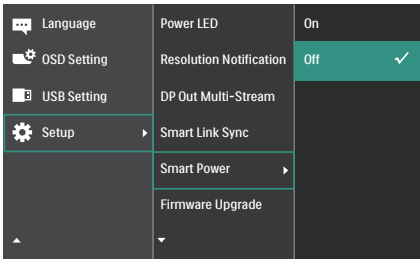 Language
OSD Setting
USB Setting
Setup
Power LED
Resolution Notification
DP Out Multi-Stream
Smart Link Sync
Smart Power
Firmware Upgrade
On
Off